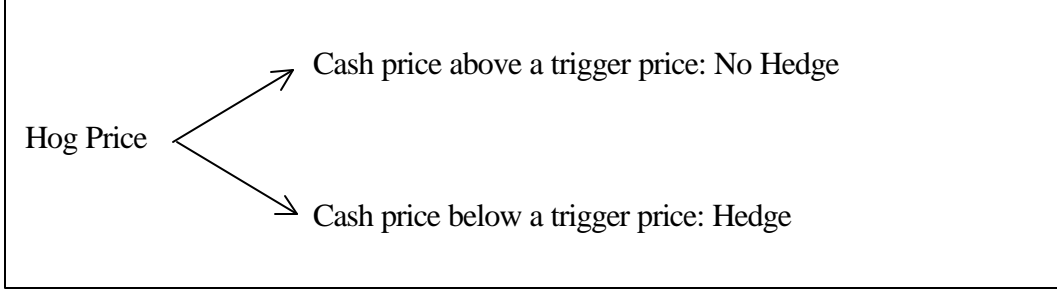 Cash price above a trigger price: No Hedge
Hog Price
Cash price below a trigger price: Hedge